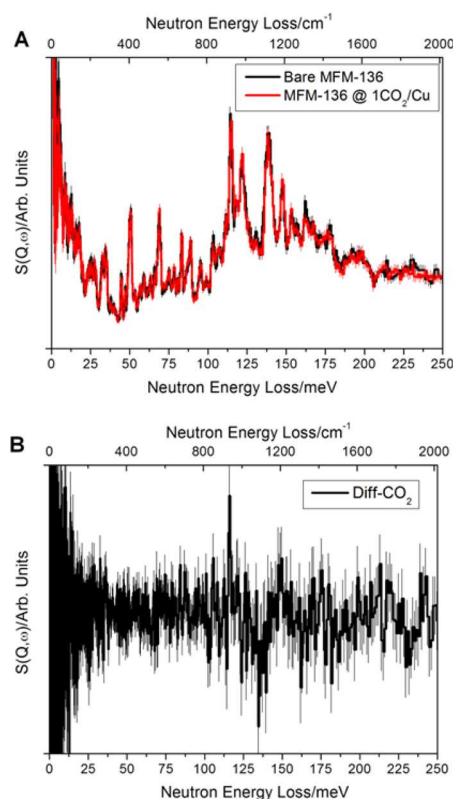 Neutron Energy Loss/cm⁻¹
0 400 800 1200 1600 2000
A
Bare MFM-136
MFM-136 @ 1CO₂/Cu
S(Q,ω)/Arb. Units
0 25 50 75 100 125 150 175 200 225 250
Neutron Energy Loss/meV
Neutron Energy Loss/cm⁻¹
B
0 400 800 1200 1600 2000
Diff-CO₂
S(Q,ω)/Arb. Units
0 25 50 75 100 125 150 175 200 225 250
Neutron Energy Loss/meV